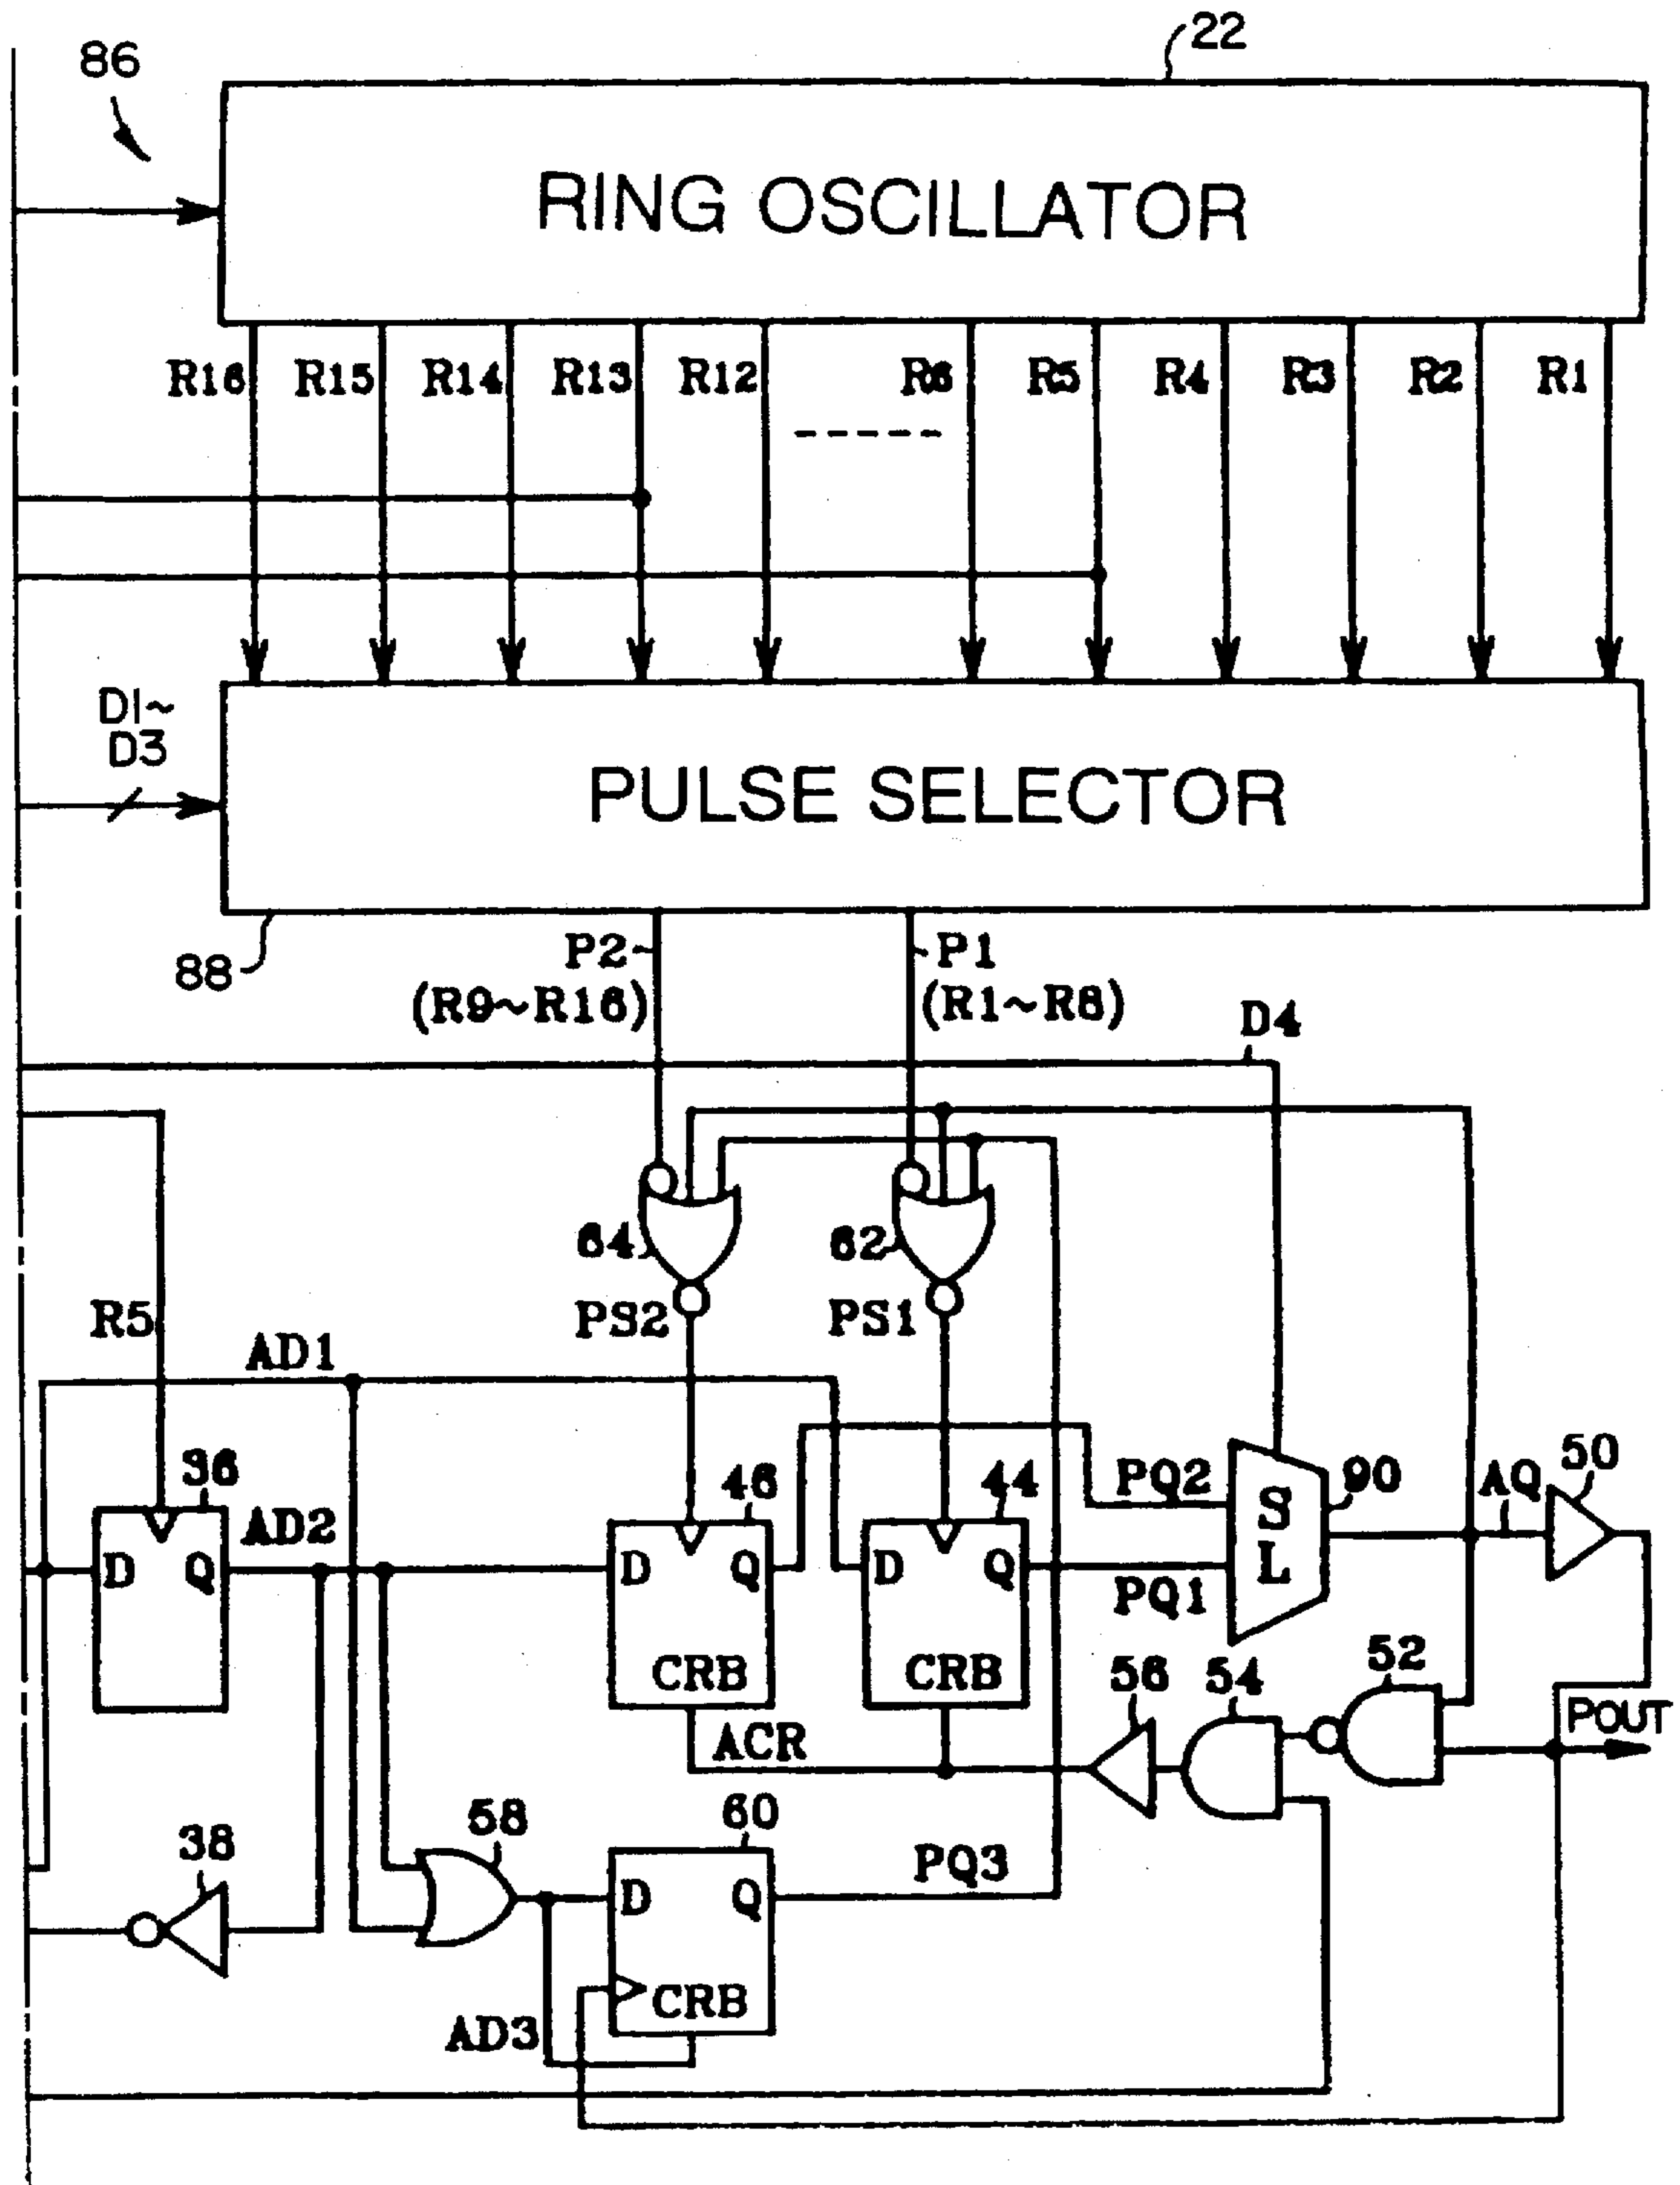 22
86
RING OSCILLATOR
R16 R15 R14 R13 R12 R6 R5 R4 R3 R2 R1
D1~
D3
PULSE SELECTOR
88
P2 P1
(R9~R16) (R1~R8)
D4
64 62
R5 PS2 PS1
AD1
36 46 44 90 50
AD2 PQ2 AQ
S
L
D Q D Q D Q
PQ1
CRB CRB
56 54 52
ACR POUT
38 58 60
PQ3
D Q
CRB
AD3